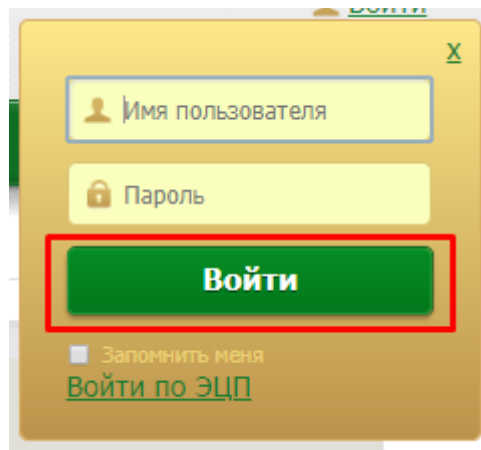 Войти
X
Имя пользователя
Пароль
Войти
Запомнить меня
Войти по ЭЦП